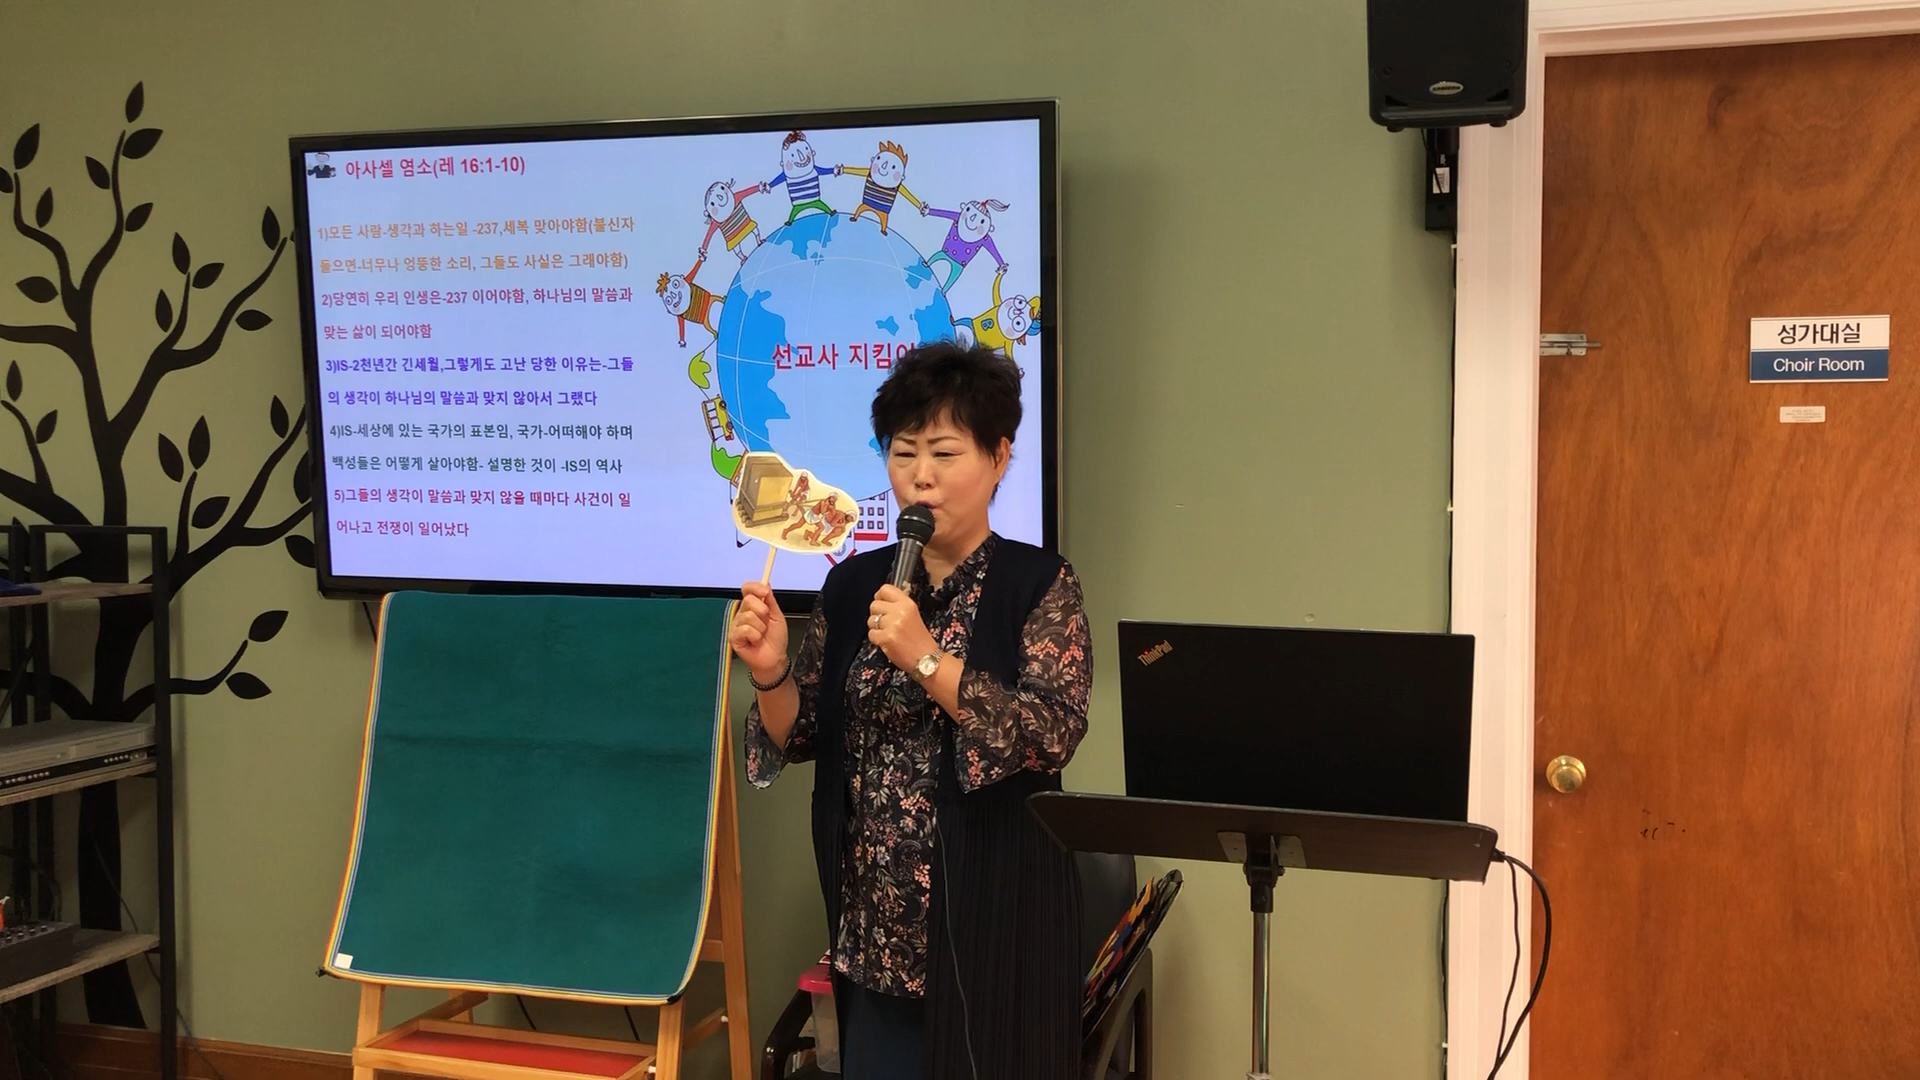 아사셀 염소(레 16:1-10)
1)모든 사람-생각과 하는일 -237,세복 맞아야함(불신자
들으면-너무나 엉뚱한 소리, 그들도 사실은 그래야함)
2)당연히 우리 인생은-237 이어야함, 하나님의 말씀과
맞는 삶이 되어야함
3)IS-2천년간 긴세월,그렇게도 고난 당한 이유는-그들
의 생각이 하나님의 말씀과 맞지 않아서 그랬다
4)IS-세상에 있는 국가의 표본임, 국가-어떠해야 하며
백성들은 어떻게 살아야함- 설명한 것이 -IS의 역사
5)그들의 생각이 말씀과 맞지 않을 때마다 사건이 일
어나고 전쟁이 일어났다
선교사 지킴
ThinkPad
성가대실
Choir Room